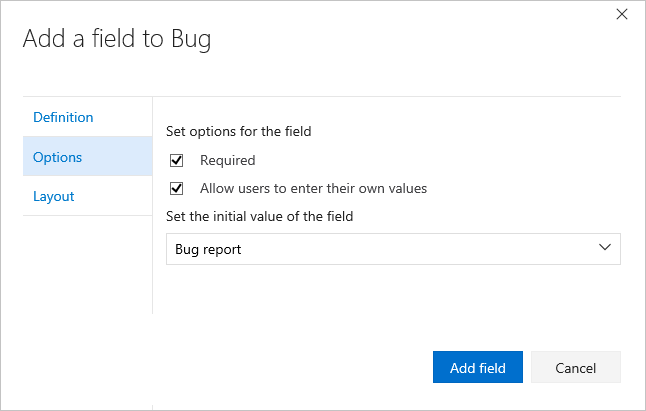 Add a field to Bug
Definition
Options
Layout
Set options for the field
Required
Allow users to enter their own values
Set the initial value of the field
Bug report
Add field
Cancel